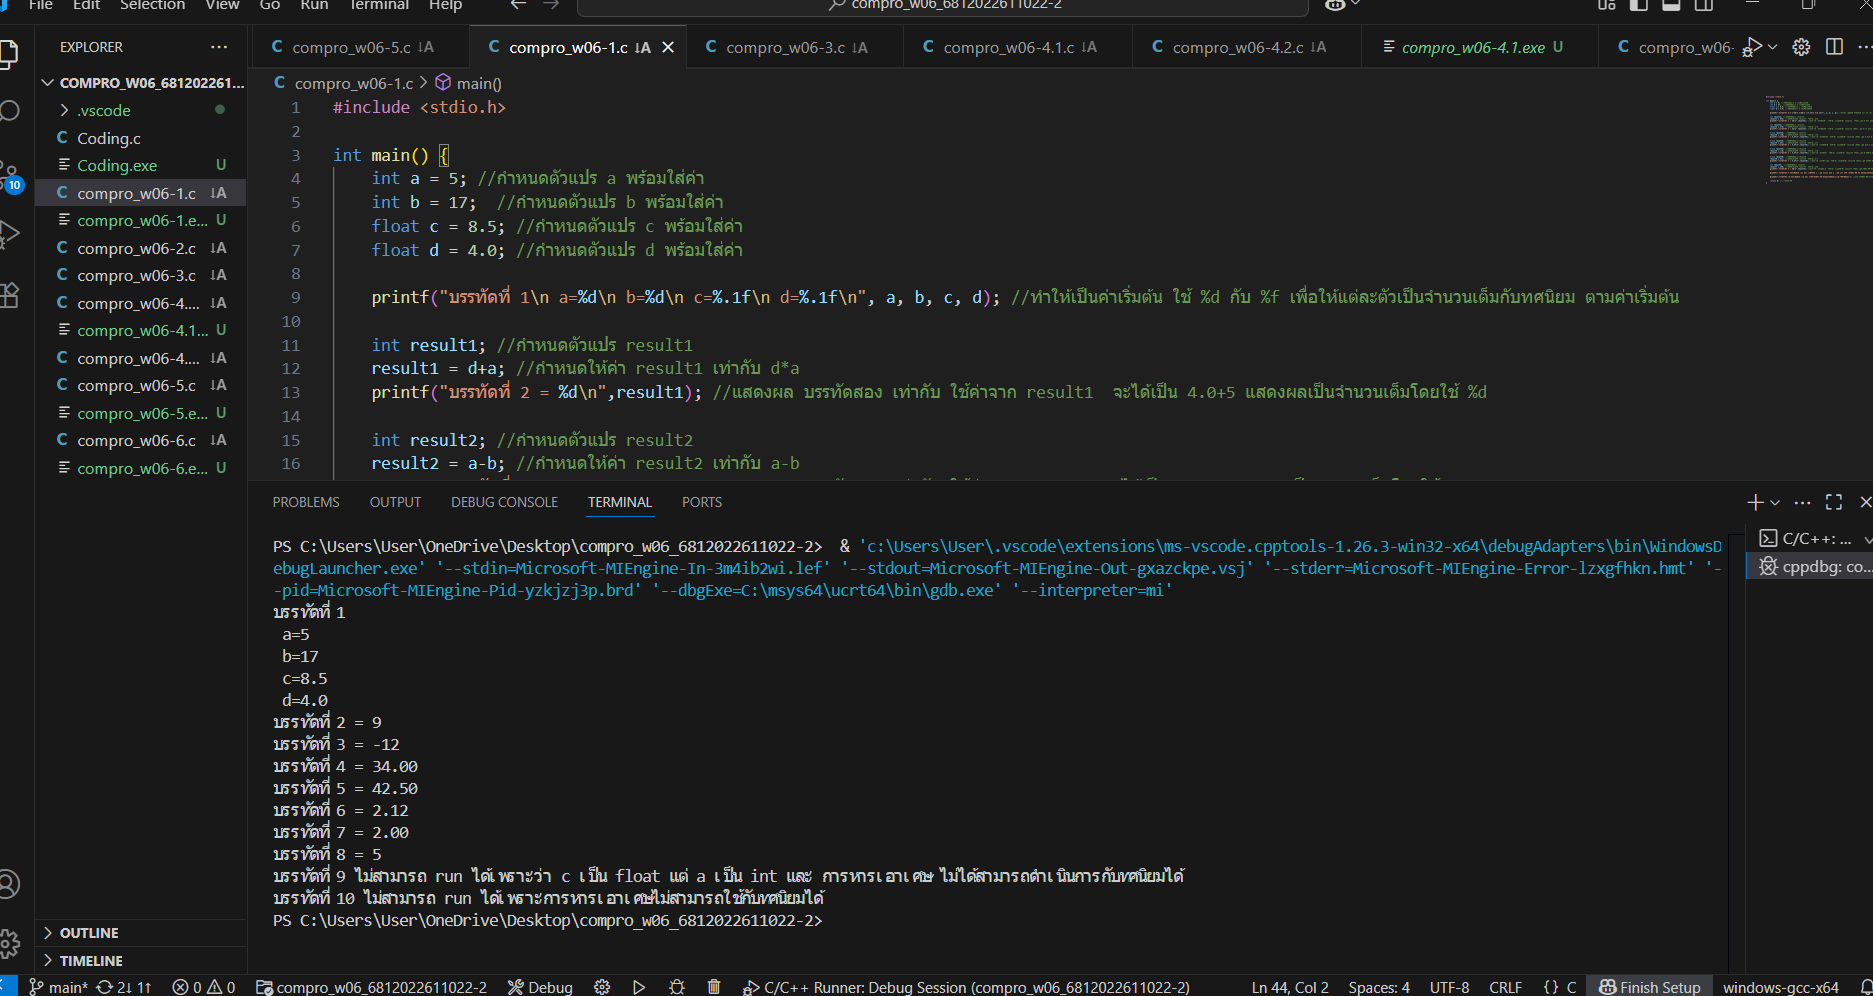 File Edit Selection View Go Run Terminal Help
compro_w06_6812022611022-2
EXPLORER
COMPRO_W06_681202261...
.vscode
Coding.c
Coding.exe U
compro_w06-1.c ↓A
compro_w06-1.e... U
compro_w06-2.c ↓A
compro_w06-3.c ↓A
compro_w06-4.... ↓A
compro_w06-4.1... U
compro_w06-4.... ↓A
compro_w06-5.c ↓A
compro_w06-5.e... U
compro_w06-6.c ↓A
compro_w06-6.e... U
OUTLINE
TIMELINE
10
C compro_w06-5.c ↓A
C compro_w06-1.c ↓A
C compro_w06-3.c ↓A
C compro_w06-4.1.c ↓A
C compro_w06-4.2.c ↓A
compro_w06-4.1.exe U
C compro_w06-
C compro_w06-1.c > main()
1 #include <stdio.h>
2
3 int main() {
4 int a = 5; //กำหนดตัวแปร a พร้อมใส่ค่า
5 int b = 17;  //กำหนดตัวแปร b พร้อมใส่ค่า
6 float c = 8.5; //กำหนดตัวแปร c พร้อมใส่ค่า
7 float d = 4.0; //กำหนดตัวแปร d พร้อมใส่ค่า
8
9 printf("บรรทัดที่ 1\n a=%d\n b=%d\n c=%.1f\n d=%.1f\n", a, b, c, d); //ทำให้เป็นค่าเริ่มต้น ใช้ %d กับ %f เพื่อให้แต่ละตัวเป็นจำนวนเต็มกับทศนิยม ตามค่าเริ่มต้น
10
11 int result1; //กำหนดตัวแปร result1
12 result1 = d+a; //กำหนดให้ค่า result1 เท่ากับ d*a
13 printf("บรรทัดที่ 2 = %d\n",result1); //แสดงผล บรรทัดสอง เท่ากับ ใช้ค่าจาก result1  จะได้เป็น 4.0+5 แสดงผลเป็นจำนวนเต็มโดยใช้ %d
14
15 int result2; //กำหนดตัวแปร result2
16 result2 = a-b; //กำหนดให้ค่า result2 เท่ากับ a-b
PROBLEMS OUTPUT DEBUG CONSOLE TERMINAL PORTS
PS C:\Users\User\OneDrive\Desktop\compro_w06_6812022611022-2>  & 'c:\Users\User\.vscode\extensions\ms-vscode.cpptools-1.26.3-win32-x64\debugAdapters\bin\WindowsD
ebugLauncher.exe' '--stdin=Microsoft-MIEngine-In-3m4ib2wi.lef' '--stdout=Microsoft-MIEngine-Out-gxazckpe.vsj' '--stderr=Microsoft-MIEngine-Error-lzxgfhkn.hmt' '-
-pid=Microsoft-MIEngine-Pid-yzkjzj3p.brd' '--dbgExe=C:\msys64\ucrt64\bin\gdb.exe' '--interpreter=mi'
บรรทัดที่ 1
a=5
b=17
c=8.5
d=4.0
บรรทัดที่ 2 = 9
บรรทัดที่ 3 = -12
บรรทัดที่ 4 = 34.00
บรรทัดที่ 5 = 42.50
บรรทัดที่ 6 = 2.12
บรรทัดที่ 7 = 2.00
บรรทัดที่ 8 = 5
บรรทัดที่ 9 ไม่สามารถ run ได้เพราะว่า c เป็น float แต่ a เป็น int และ การหารเอาเศษ ไม่ได้สามารถดำเนินการกับทศนิยมได้
บรรทัดที่ 10 ไม่สามารถ run ได้เพราะการหารเอาเศษไม่สามารถใช้กับทศนิยมได้
PS C:\Users\User\OneDrive\Desktop\compro_w06_6812022611022-2>
C/C++: ...
cppdbg: co...
main* 2↓ 1↑ 0 0 compro_w06_6812022611022-2 Debug C/C++ Runner: Debug Session (compro_w06_6812022611022-2) Ln 44, Col 2 Spaces: 4 UTF-8 CRLF {} C Finish Setup windows-gcc-x64